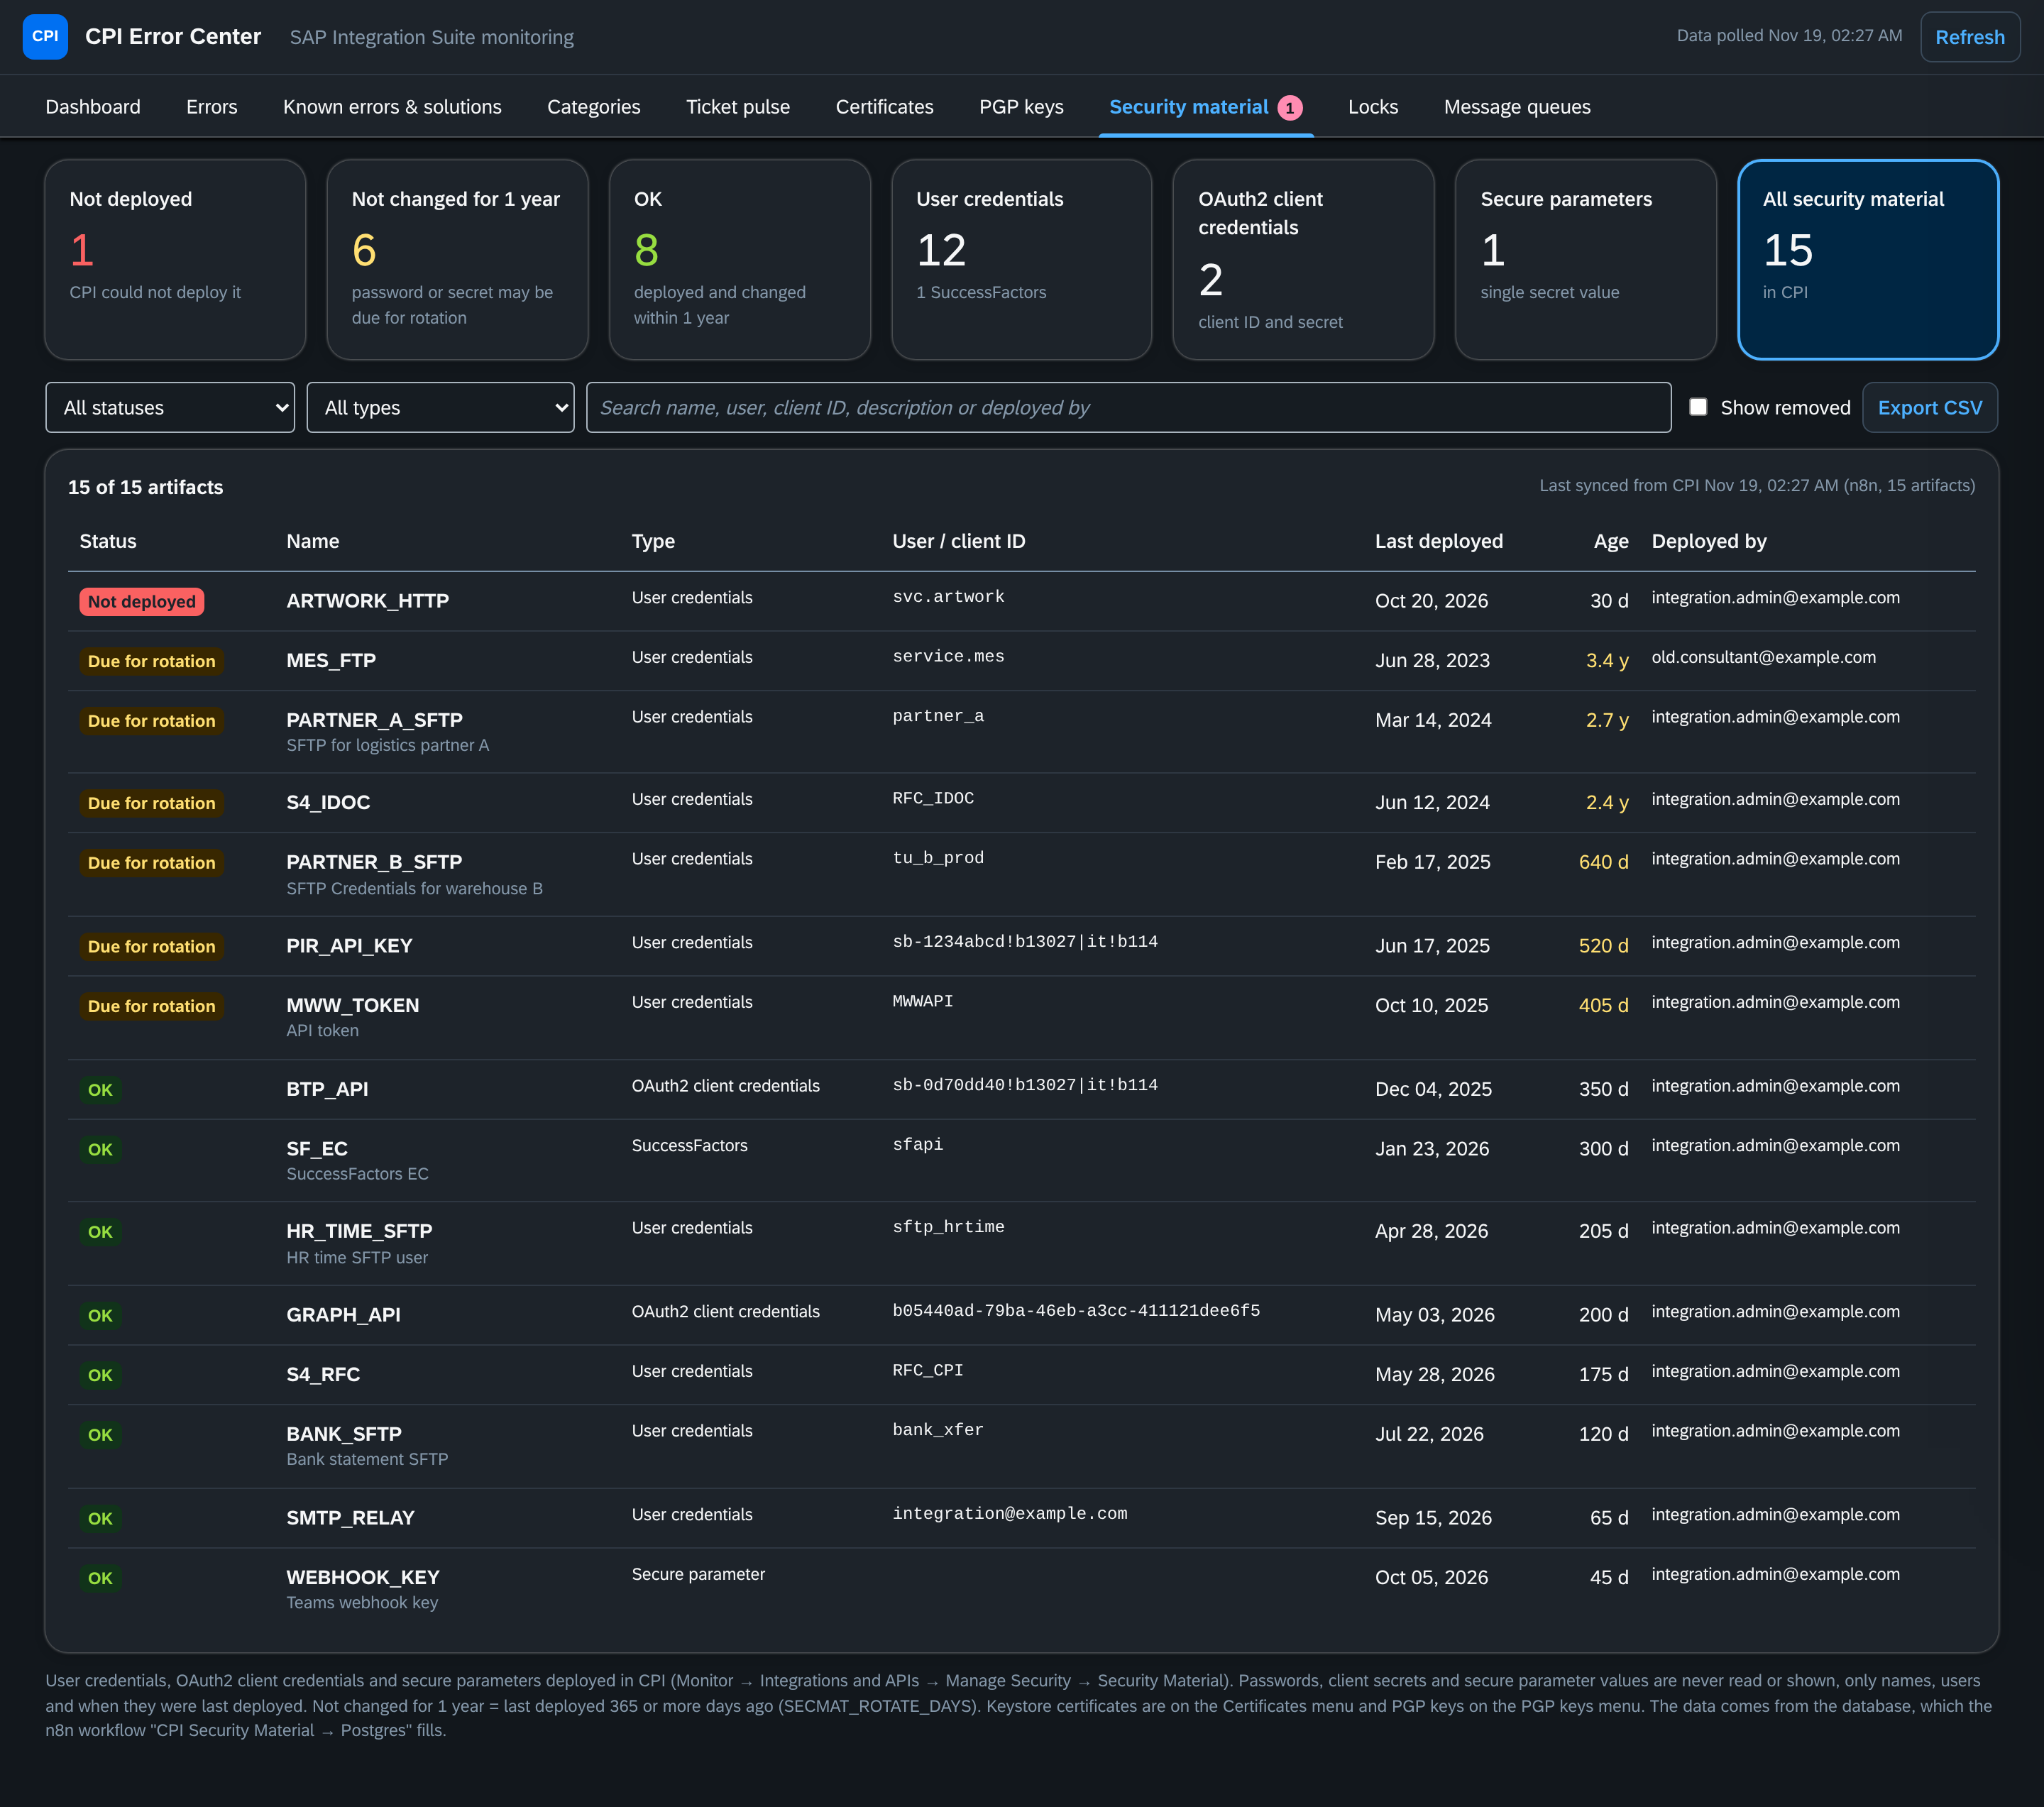 CPI CPI Error Center SAP Integration Suite monitoring Data polled Nov 19, 02:27 AM Refresh
Dashboard Errors Known errors & solutions Categories Ticket pulse Certificates PGP keys Security material 1 Locks Message queues
Not deployed
1
CPI could not deploy it
Not changed for 1 year
6
password or secret may be
due for rotation
OK
8
deployed and changed
within 1 year
User credentials
12
1 SuccessFactors
OAuth2 client
credentials
2
client ID and secret
Secure parameters
1
single secret value
All security material
15
in CPI
All statuses All types Search name, user, client ID, description or deployed by Show removed Export CSV
15 of 15 artifacts Last synced from CPI Nov 19, 02:27 AM (n8n, 15 artifacts)
Status Name Type User / client ID Last deployed Age Deployed by
Not deployed ARTWORK_HTTP User credentials svc.artwork Oct 20, 2026 30 d integration.admin@example.com
Due for rotation MES_FTP User credentials service.mes Jun 28, 2023 3.4 y old.consultant@example.com
Due for rotation PARTNER_A_SFTP User credentials partner_a Mar 14, 2024 2.7 y integration.admin@example.com
SFTP for logistics partner A
Due for rotation S4_IDOC User credentials RFC_IDOC Jun 12, 2024 2.4 y integration.admin@example.com
Due for rotation PARTNER_B_SFTP User credentials tu_b_prod Feb 17, 2025 640 d integration.admin@example.com
SFTP Credentials for warehouse B
Due for rotation PIR_API_KEY User credentials sb-1234abcd!b13027|it!b114 Jun 17, 2025 520 d integration.admin@example.com
Due for rotation MWW_TOKEN User credentials MWWAPI Oct 10, 2025 405 d integration.admin@example.com
API token
OK BTP_API OAuth2 client credentials sb-0d70dd40!b13027|it!b114 Dec 04, 2025 350 d integration.admin@example.com
OK SF_EC SuccessFactors sfapi Jan 23, 2026 300 d integration.admin@example.com
SuccessFactors EC
OK HR_TIME_SFTP User credentials sftp_hrtime Apr 28, 2026 205 d integration.admin@example.com
HR time SFTP user
OK GRAPH_API OAuth2 client credentials b05440ad-79ba-46eb-a3cc-411121dee6f5 May 03, 2026 200 d integration.admin@example.com
OK S4_RFC User credentials RFC_CPI May 28, 2026 175 d integration.admin@example.com
OK BANK_SFTP User credentials bank_xfer Jul 22, 2026 120 d integration.admin@example.com
Bank statement SFTP
OK SMTP_RELAY User credentials integration@example.com Sep 15, 2026 65 d integration.admin@example.com
OK WEBHOOK_KEY Secure parameter Oct 05, 2026 45 d integration.admin@example.com
Teams webhook key
User credentials, OAuth2 client credentials and secure parameters deployed in CPI (Monitor → Integrations and APIs → Manage Security → Security Material). Passwords, client secrets and secure parameter values are never read or shown, only names, users
and when they were last deployed. Not changed for 1 year = last deployed 365 or more days ago (SECMAT_ROTATE_DAYS). Keystore certificates are on the Certificates menu and PGP keys on the PGP keys menu. The data comes from the database, which the
n8n workflow "CPI Security Material → Postgres" fills.